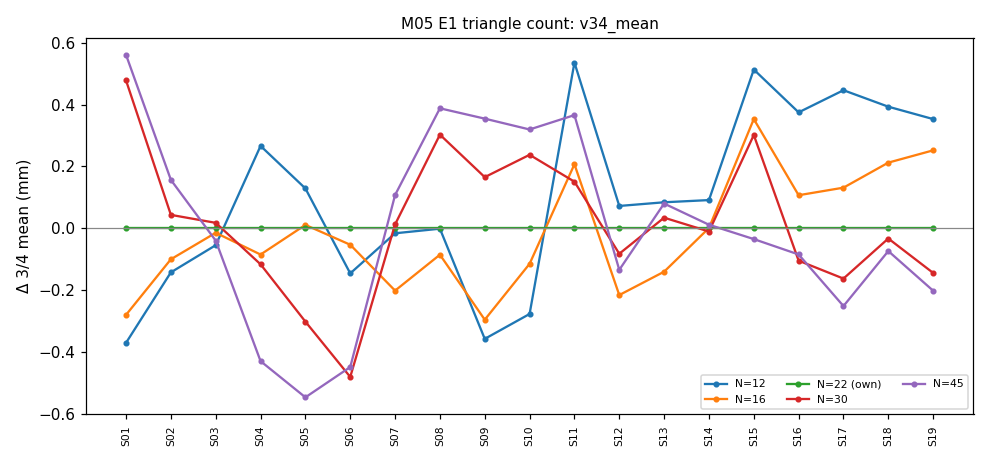 M05 E1 triangle count: v34_mean
Δ 3/4 mean (mm)
0.6
0.4
0.2
0.0
−0.2
−0.4
−0.6
S01 S02 S03 S04 S05 S06 S07 S08 S09 S10 S11 S12 S13 S14 S15 S16 S17 S18 S19
N=12 N=22 (own) N=45
N=16 N=30